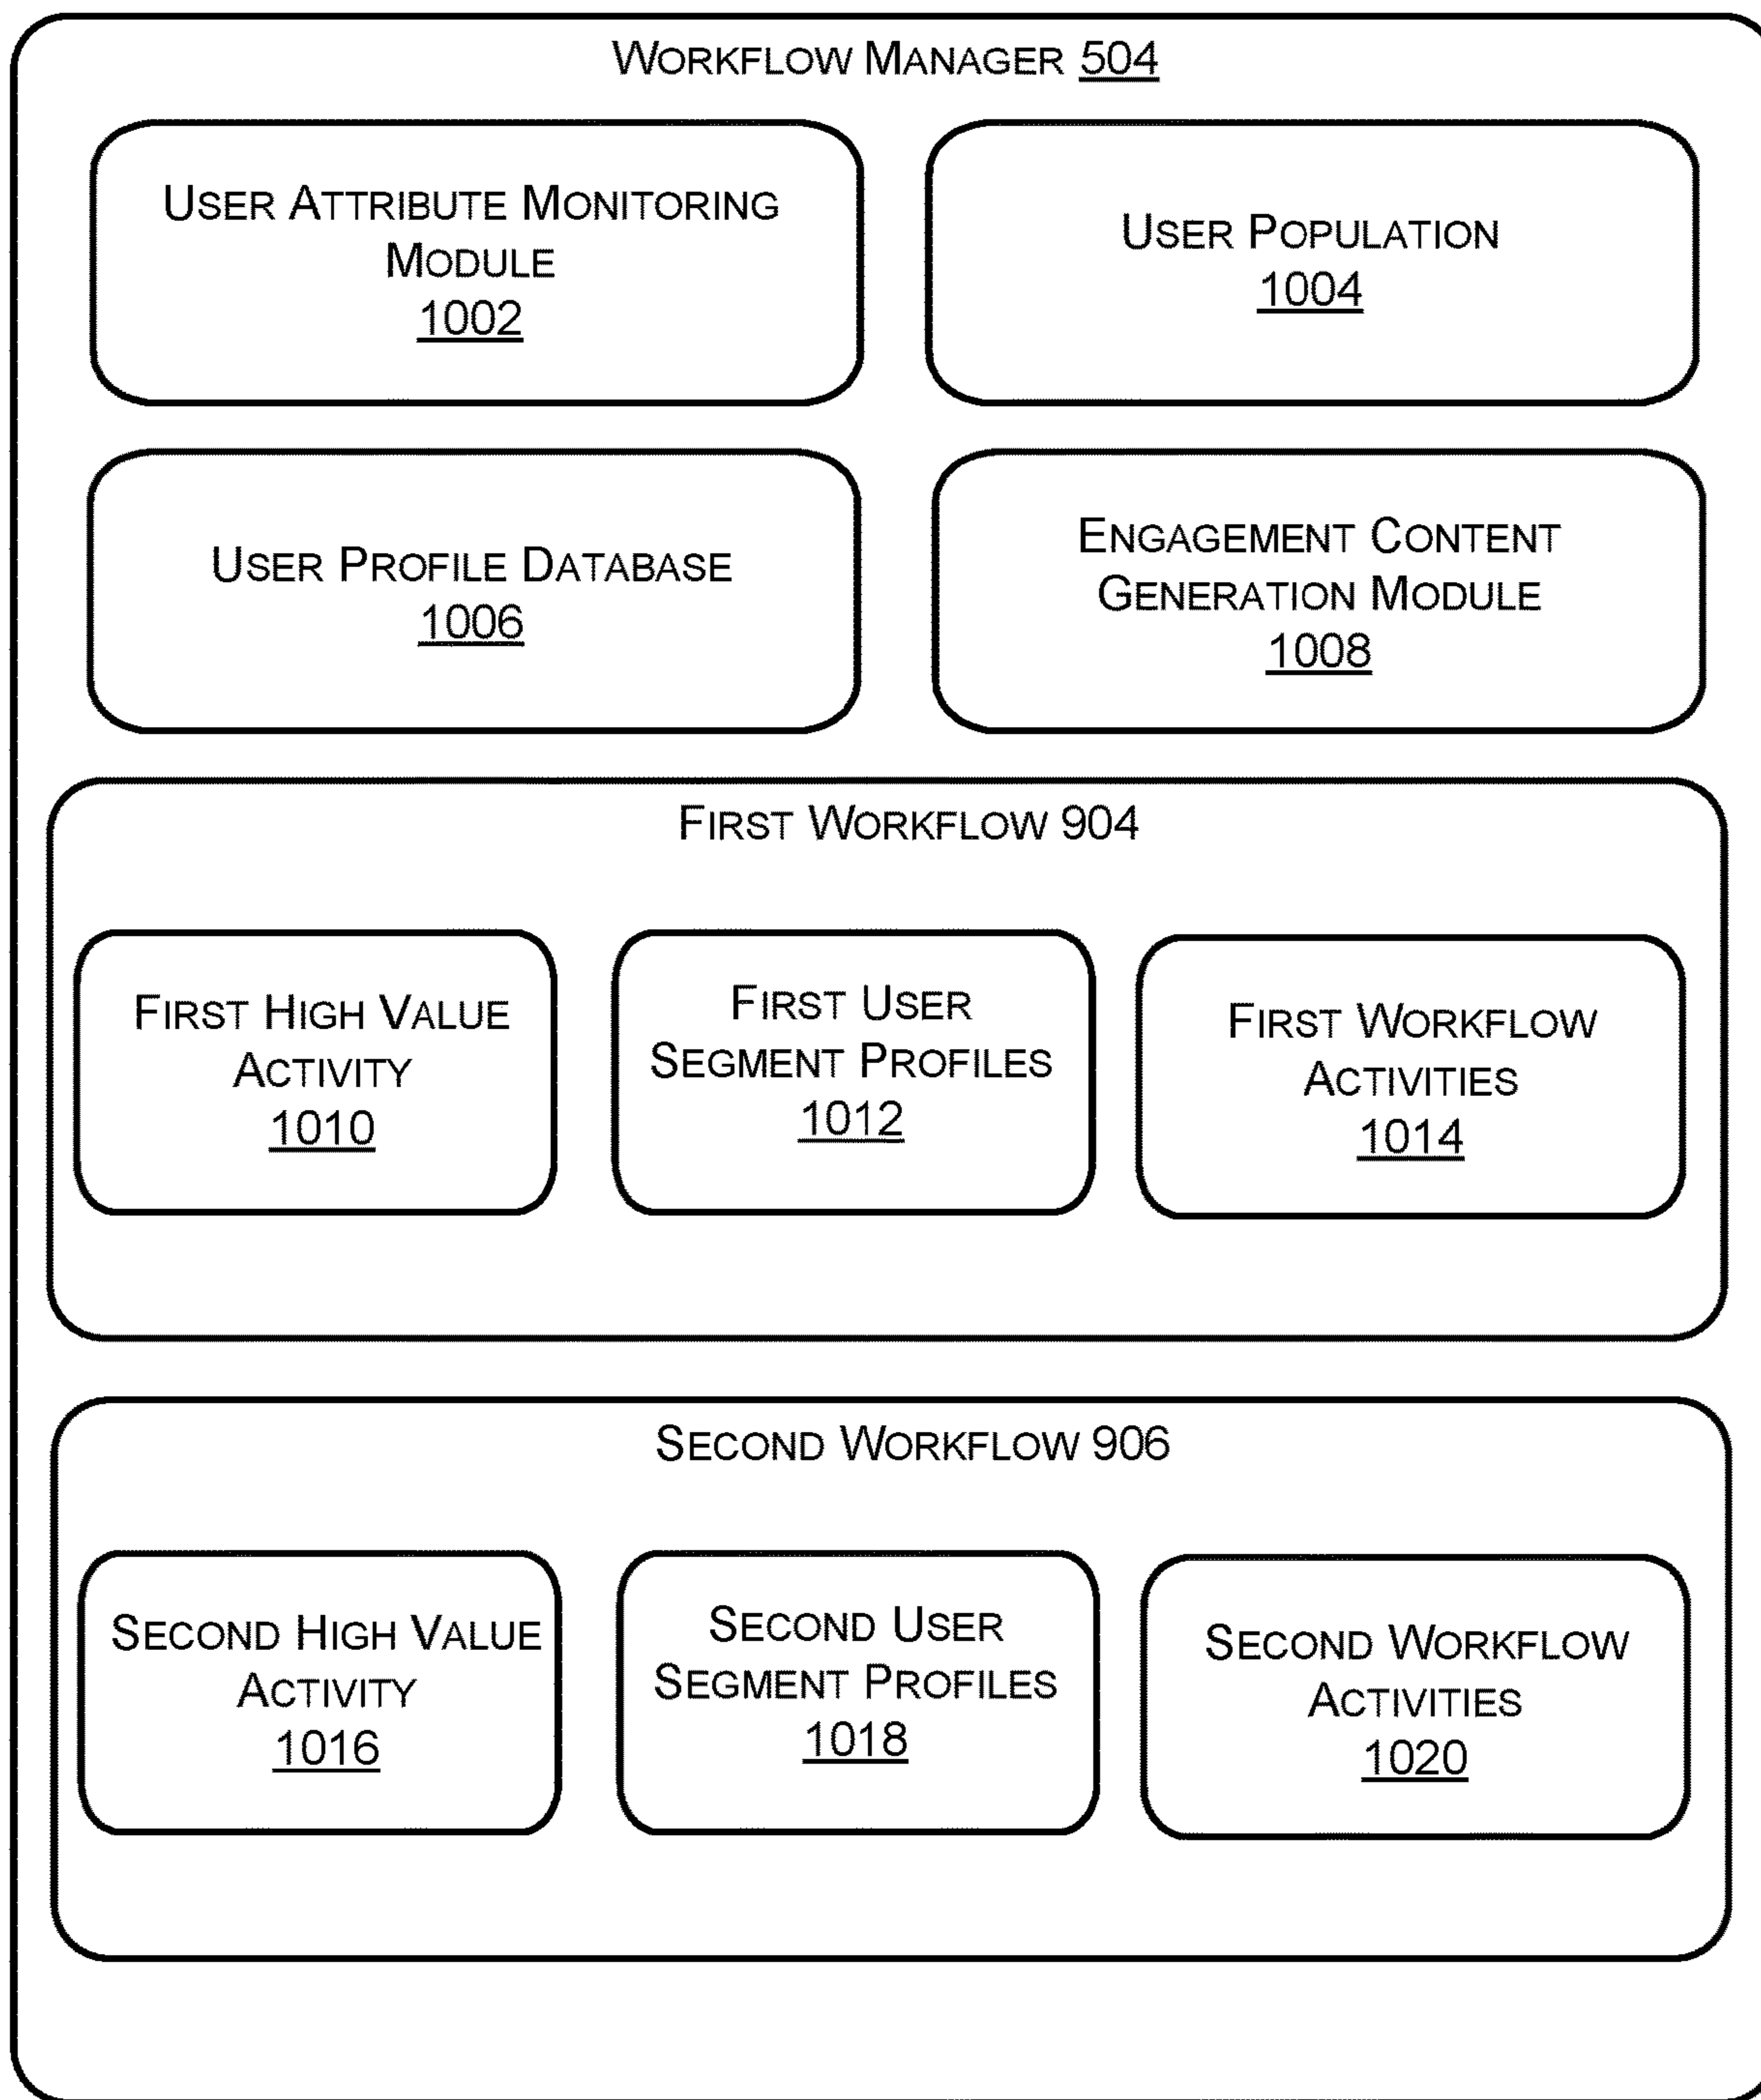 WORKFLOW MANAGER 504
USER ATTRIBUTE MONITORING
MODULE
1002
USER POPULATION
1004
USER PROFILE DATABASE
1006
ENGAGEMENT CONTENT
GENERATION MODULE
1008
FIRST WORKFLOW 904
FIRST HIGH VALUE
ACTIVITY
1010
FIRST USER
SEGMENT PROFILES
1012
FIRST WORKFLOW
ACTIVITIES
1014
SECOND WORKFLOW 906
SECOND HIGH VALUE
ACTIVITY
1016
SECOND USER
SEGMENT PROFILES
1018
SECOND WORKFLOW
ACTIVITIES
1020